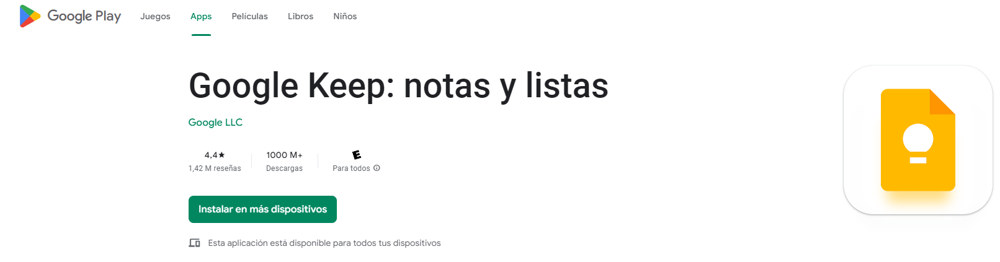 Google Play Juegos Apps Películas Libros Niños
Google Keep: notas y listas
Google LLC
4,4★ 1000 M+ E
1,42 M reseñas Descargas Para todos
Instalar en más dispositivos
Esta aplicación está disponible para todos tus dispositivos